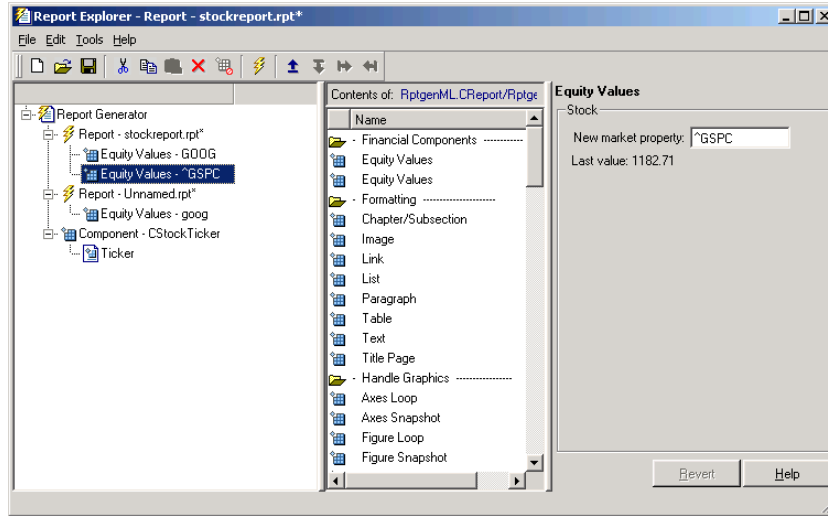 Report Explorer - Report - stockreport.rpt*
File Edit Tools Help
Report Generator
Report - stockreport.rpt*
Equity Values - GOOG
Equity Values - ^GSPC
Report - Unnamed.rpt*
Equity Values - goog
Component - CStockTicker
Ticker
Contents of: RptgenML.CReport/Rptge
Name
- Financial Components ------------
Equity Values
Equity Values
- Formatting ---------------------
Chapter/Subsection
Image
Link
List
Paragraph
Table
Text
Title Page
- Handle Graphics ----------------
Axes Loop
Axes Snapshot
Figure Loop
Figure Snapshot
Equity Values
Stock
New market property: ^GSPC
Last value: 1182.71
Revert Help